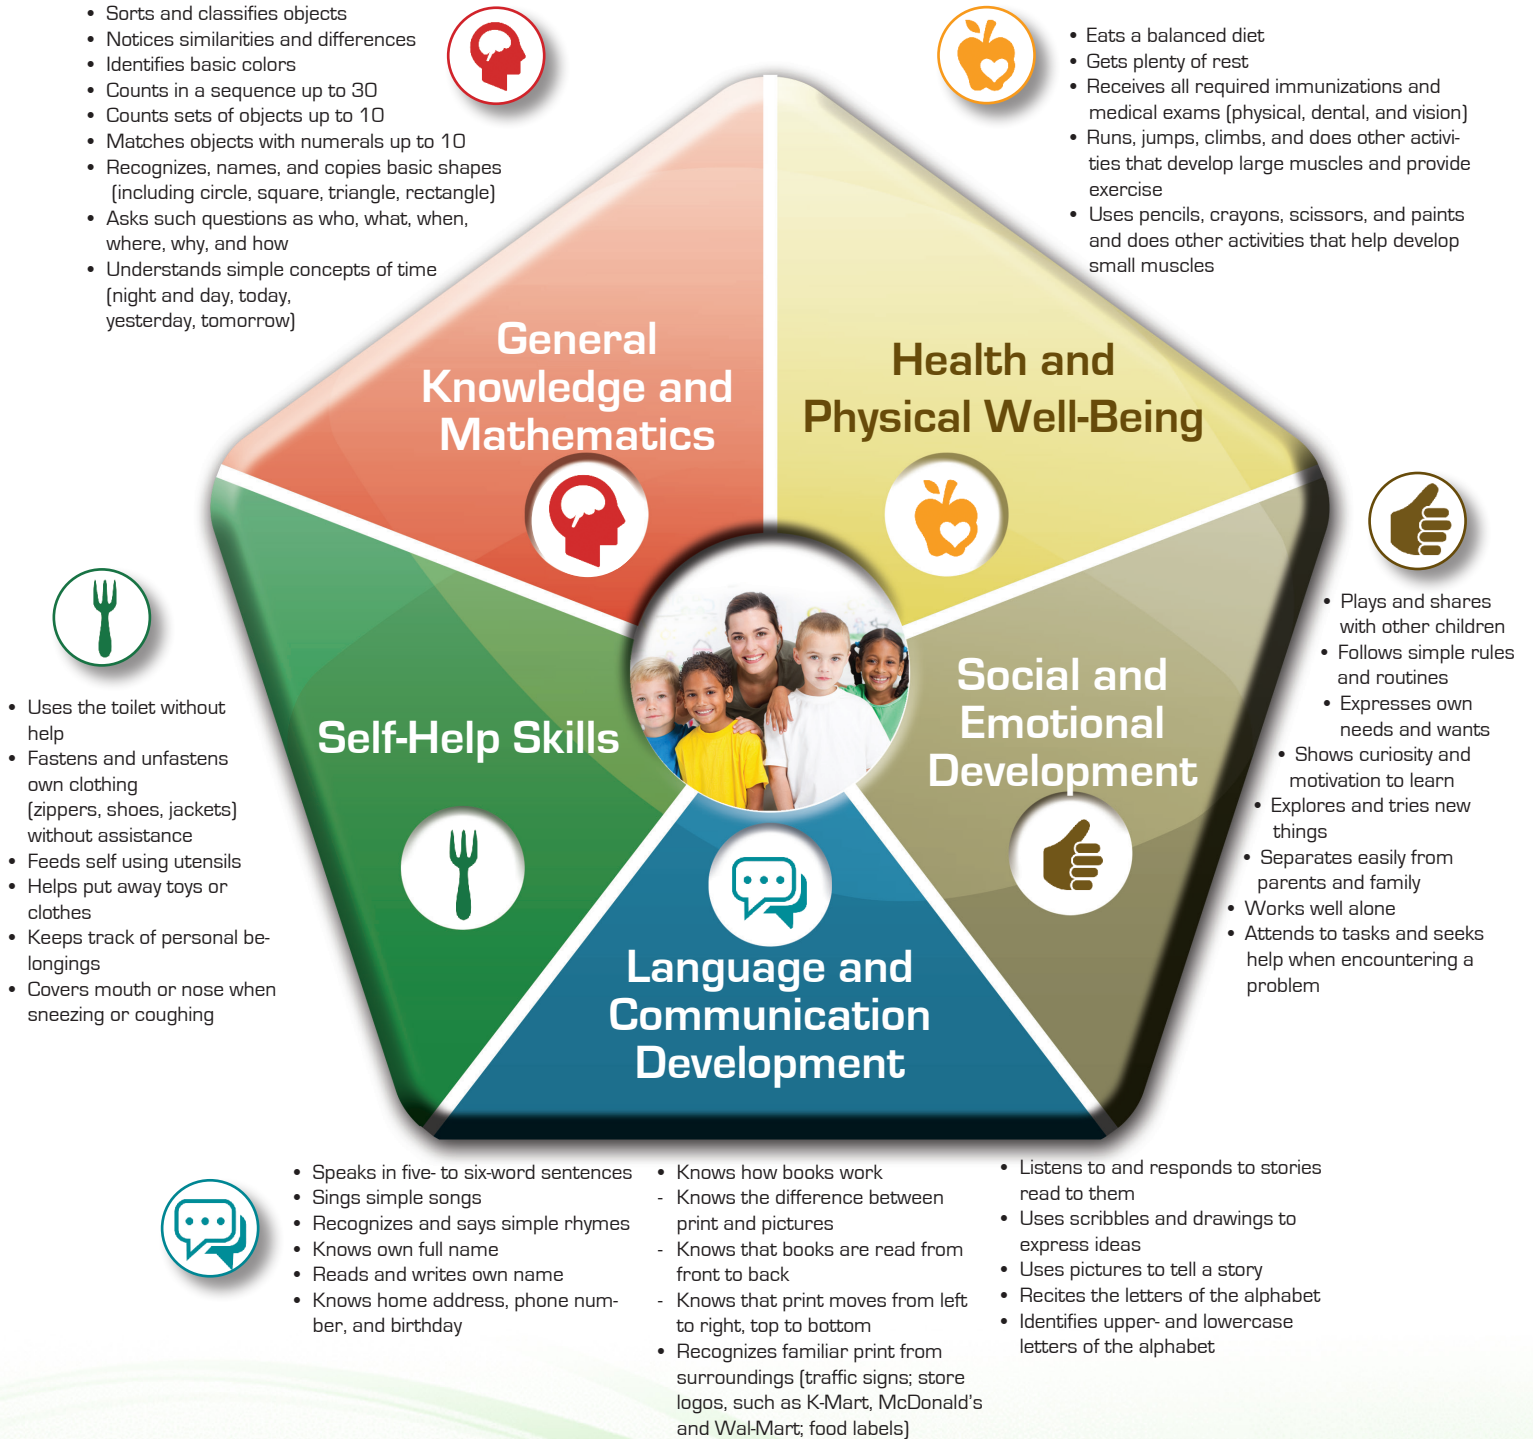 • Sorts and classifies objects
• Notices similarities and differences
• Identifies basic colors
• Counts in a sequence up to 30
• Counts sets of objects up to 10
• Matches objects with numerals up to 10
• Recognizes, names, and copies basic shapes
(including circle, square, triangle, rectangle)
• Asks such questions as who, what, when,
where, why, and how
• Understands simple concepts of time
(night and day, today,
yesterday, tomorrow)
• Eats a balanced diet
• Gets plenty of rest
• Receives all required immunizations and
medical exams (physical, dental, and vision)
• Runs, jumps, climbs, and does other activi-
ties that develop large muscles and provide
exercise
• Uses pencils, crayons, scissors, and paints
and does other activities that help develop
small muscles
General
Knowledge and
Mathematics
Health and
Physical Well-Being
Self-Help Skills
Social and
Emotional
Development
Language and
Communication
Development
• Uses the toilet without
help
• Fastens and unfastens
own clothing
(zippers, shoes, jackets)
without assistance
• Feeds self using utensils
• Helps put away toys or
clothes
• Keeps track of personal be-
longings
• Covers mouth or nose when
sneezing or coughing
• Plays and shares
with other children
• Follows simple rules
and routines
• Expresses own
needs and wants
• Shows curiosity and
motivation to learn
• Explores and tries new
things
• Separates easily from
parents and family
• Works well alone
• Attends to tasks and seeks
help when encountering a
problem
• Speaks in five- to six-word sentences
• Sings simple songs
• Recognizes and says simple rhymes
• Knows own full name
• Reads and writes own name
• Knows home address, phone num-
ber, and birthday
• Knows how books work
- Knows the difference between
print and pictures
- Knows that books are read from
front to back
- Knows that print moves from left
to right, top to bottom
• Recognizes familiar print from
surroundings (traffic signs; store
logos, such as K-Mart, McDonald's
and Wal-Mart; food labels)
• Listens to and responds to stories
read to them
• Uses scribbles and drawings to
express ideas
• Uses pictures to tell a story
• Recites the letters of the alphabet
• Identifies upper- and lowercase
letters of the alphabet